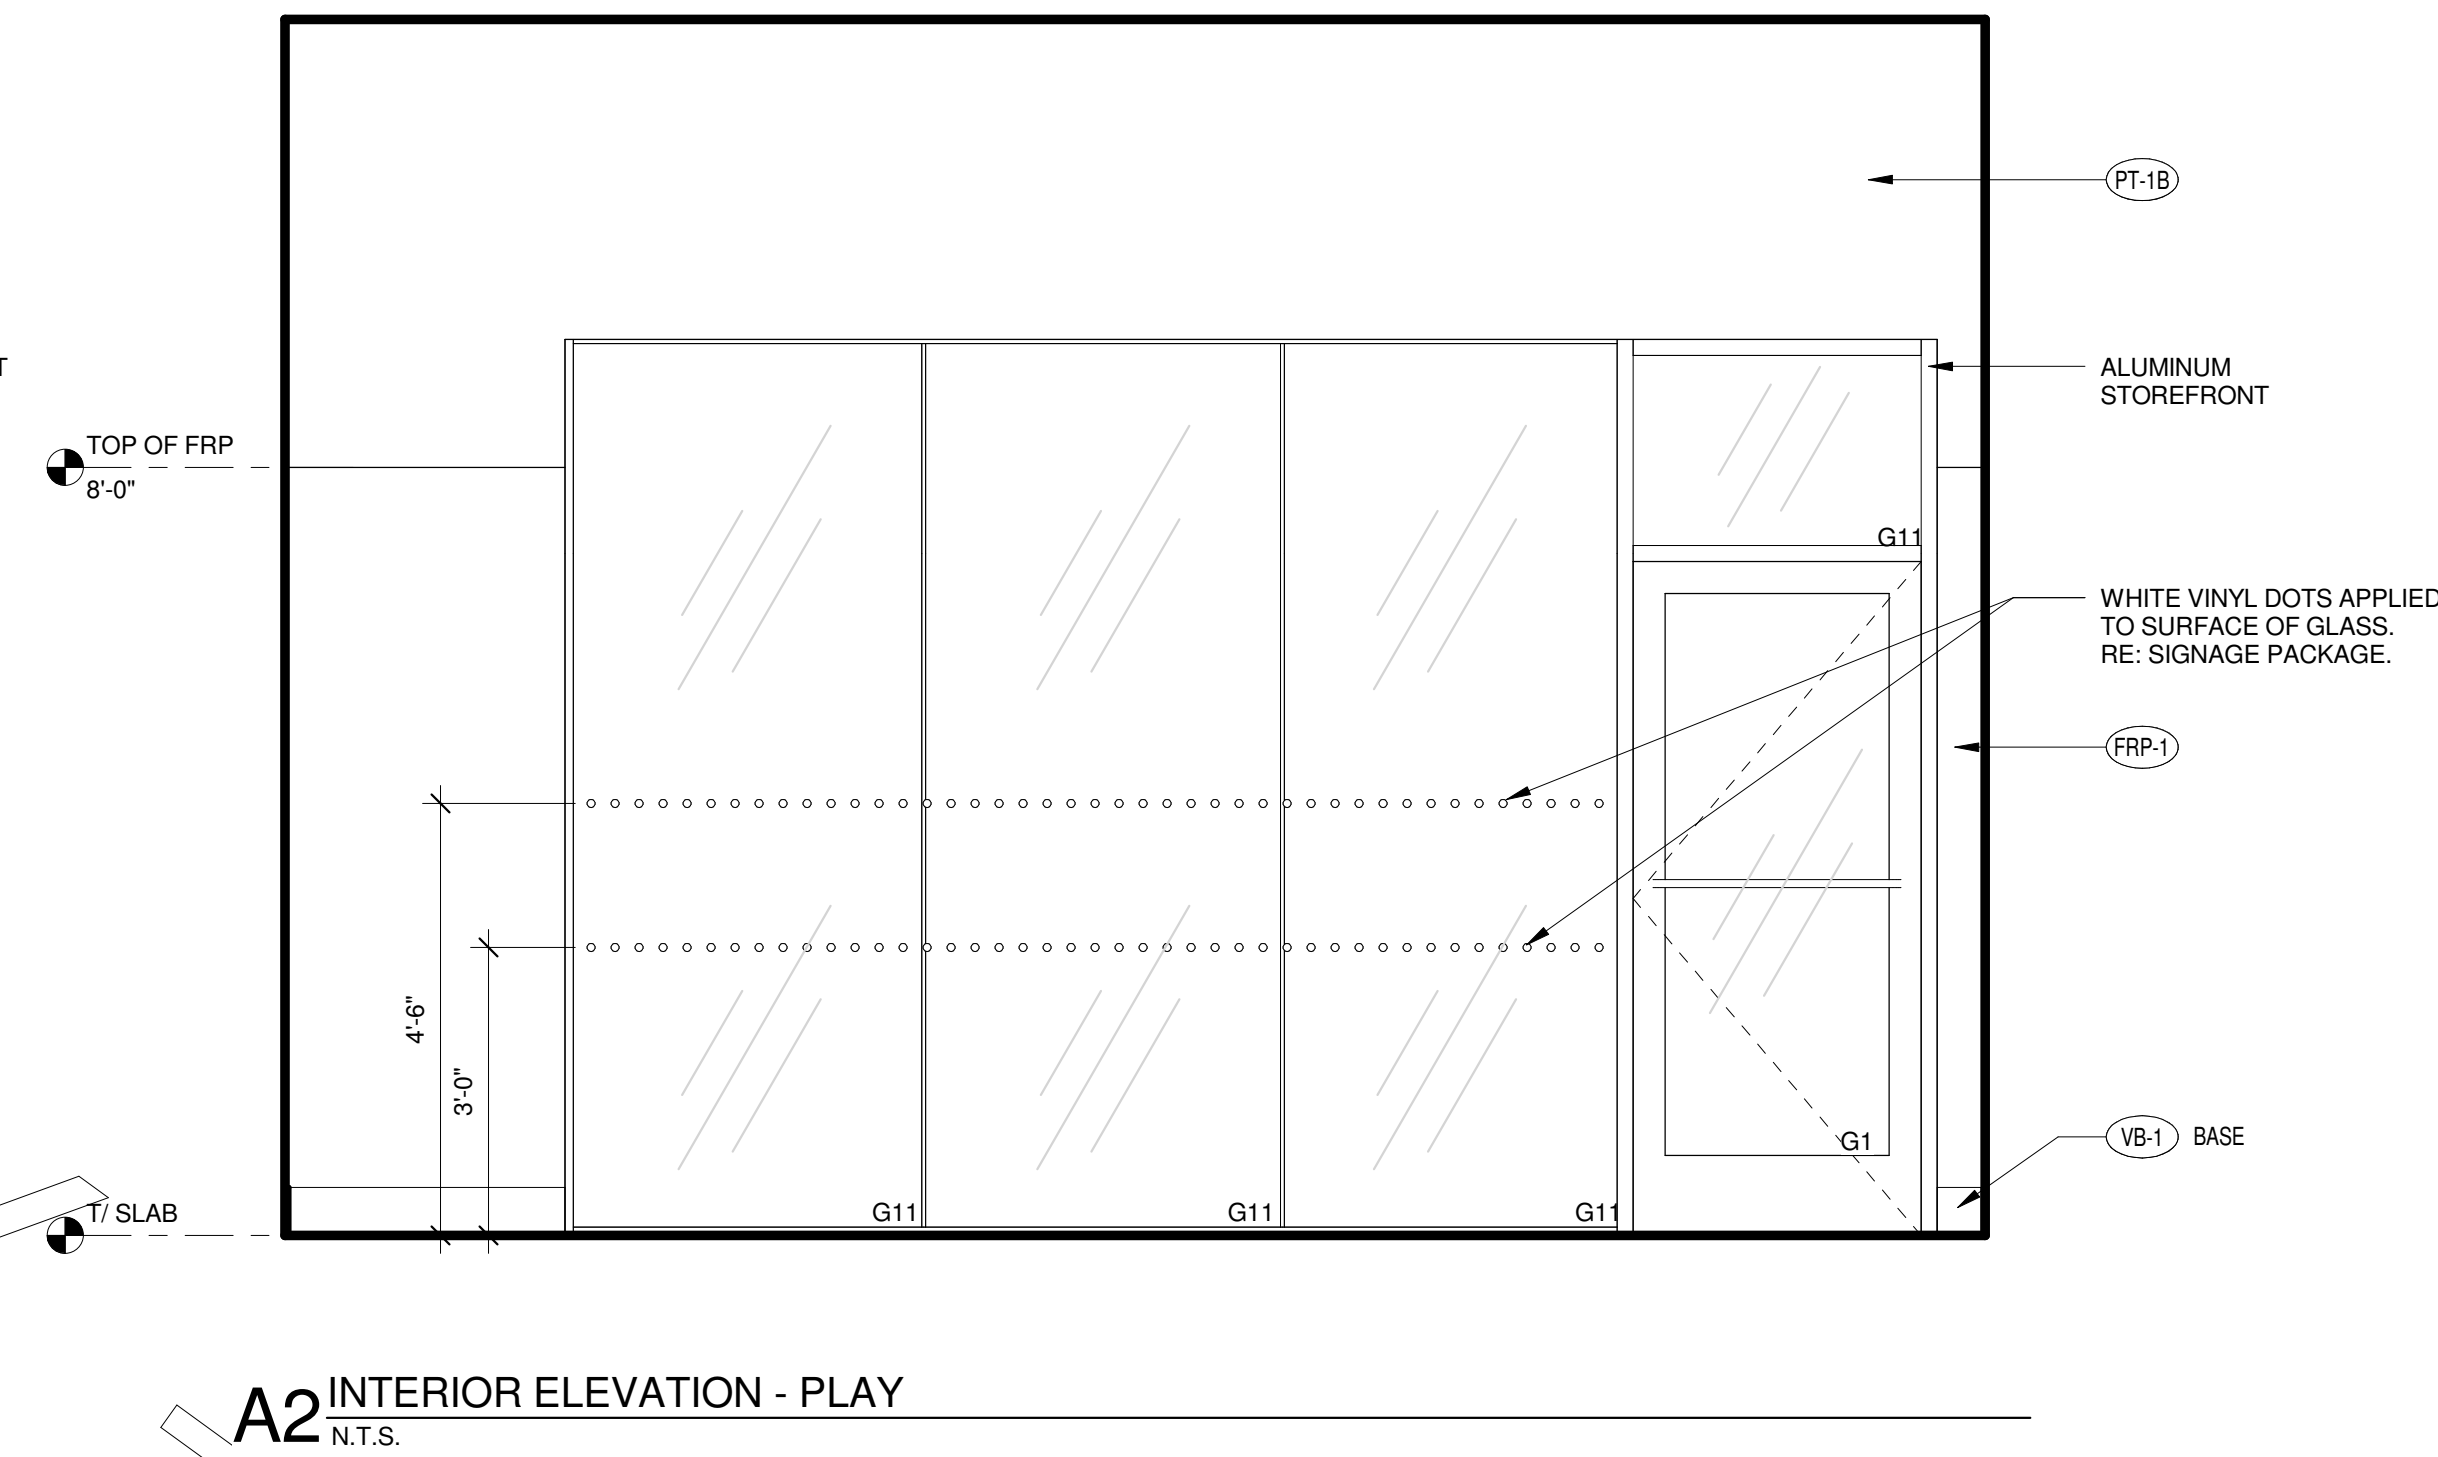 PT-1B
T
ALUMINUM
STOREFRONT
TOP OF FRP
8'-0"
G11
WHITE VINYL DOTS APPLIED
TO SURFACE OF GLASS.
RE: SIGNAGE PACKAGE.
FRP-1
4'-6"
3'-0"
G1
VB-1 BASE
T/ SLAB
G11
G11
G11
A2 INTERIOR ELEVATION - PLAY
N.T.S.